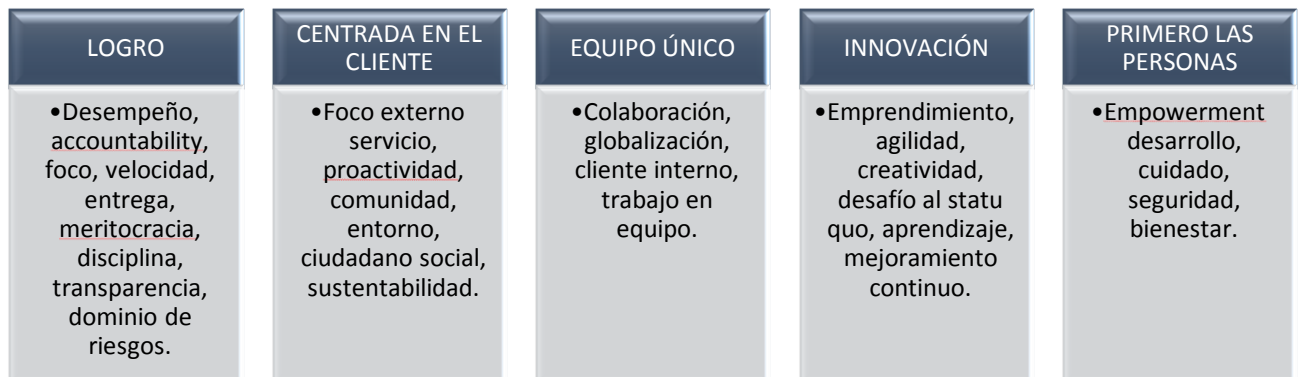 LOGRO
•Desempeño,
accountability,
foco, velocidad,
entrega,
meritocracia,
disciplina,
transparencia,
dominio de
riesgos.
CENTRADA EN EL
CLIENTE
•Foco externo
servicio,
proactividad,
comunidad,
entorno,
ciudadano social,
sustentabilidad.
EQUIPO ÚNICO
•Colaboración,
globalización,
cliente interno,
trabajo en
equipo.
INNOVACIÓN
•Emprendimiento,
agilidad,
creatividad,
desafío al statu
quo, aprendizaje,
mejoramiento
continuo.
PRIMERO LAS
PERSONAS
•Empowerment
desarrollo,
cuidado,
seguridad,
bienestar.